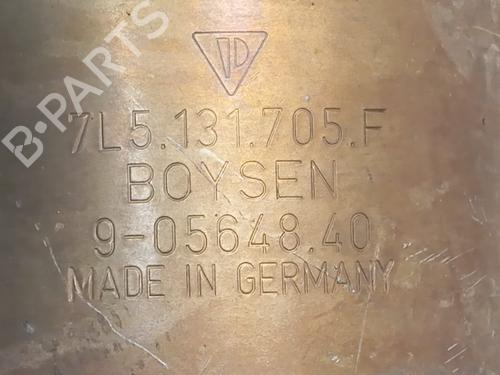 7L5.131.705.F
BOYSEN
9-05648.40
MADE IN GERMANY
B-PARTS